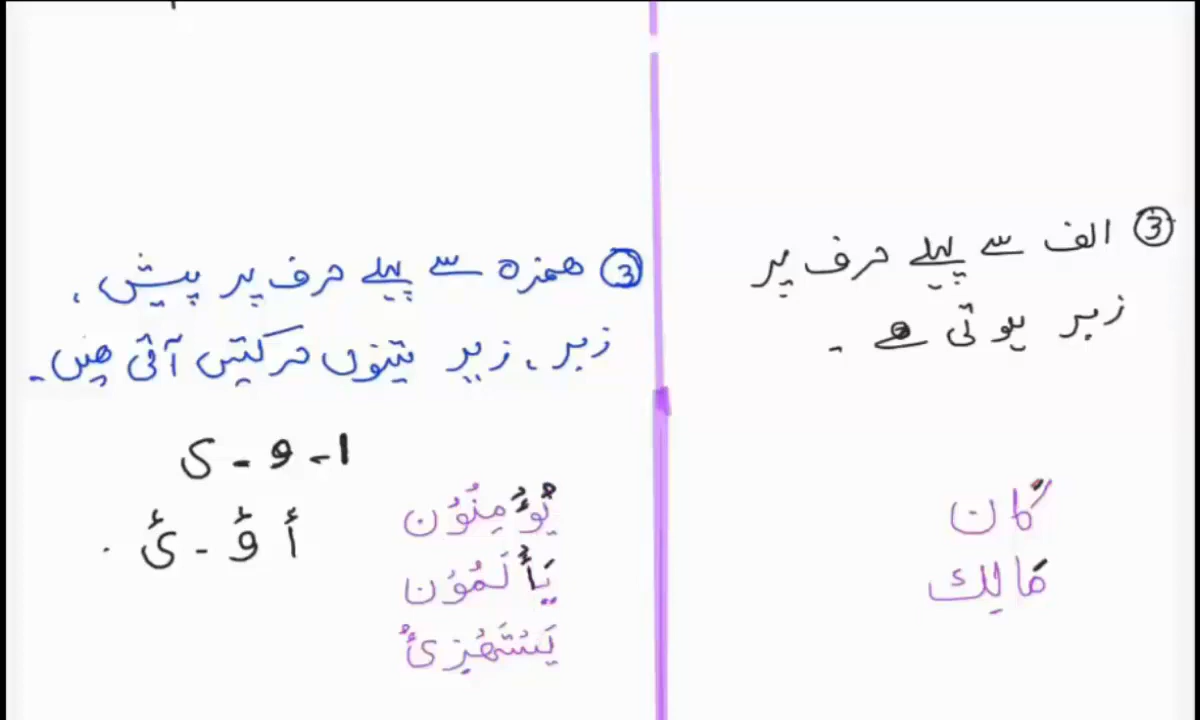 ③ الف سے پہلے حرف پر
زبر ہوتی ہے ۔
کَان
مَالِك
③ ھمزہ سے پہلے حرف پر پیش ،
زبر ، زیر تینوں حرکتیں آتی ھیں۔
ا - و - ی
أ ؤ - ئ
يُؤْمِنُوْن
يَأْلَمُوْن
يَسْتَهْزِئُ